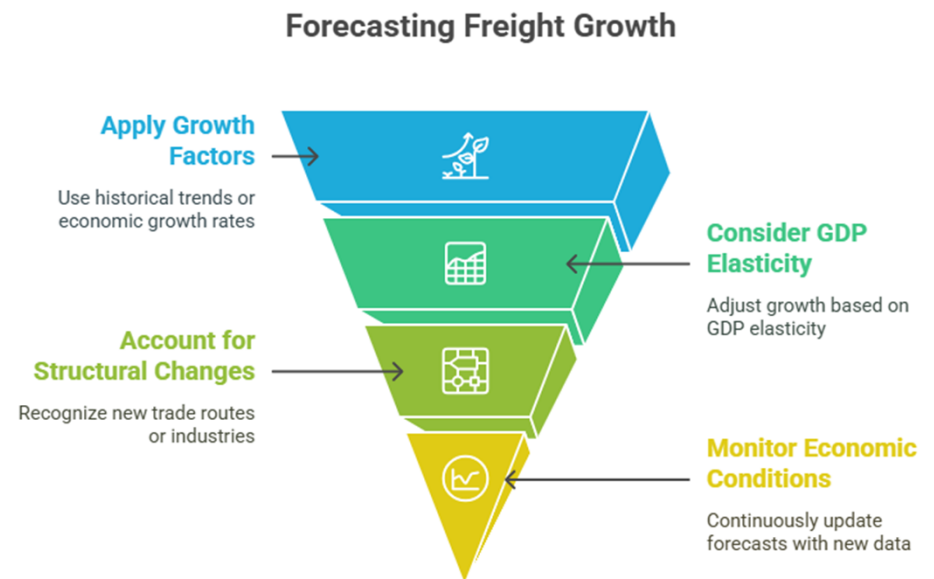 Forecasting Freight Growth
Apply Growth
Factors
Use historical trends or
economic growth rates
Consider GDP
Elasticity
Adjust growth based on
GDP elasticity
Account for
Structural Changes
Recognize new trade routes
or industries
Monitor Economic
Conditions
Continuously update
forecasts with new data